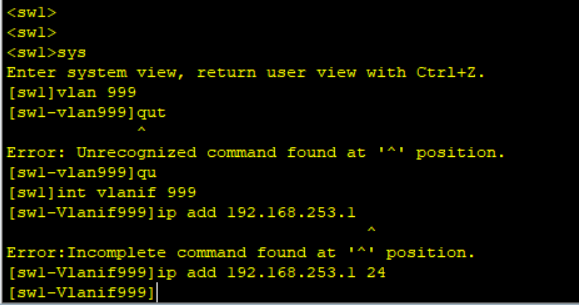 <sw1>
<sw1>
<sw1>sys
Enter system view, return user view with Ctrl+Z.
[sw1]vlan 999
[sw1-vlan999]qut
^
Error: Unrecognized command found at '^' position.
[sw1-vlan999]qu
[sw1]int vlanif 999
[sw1-Vlanif999]ip add 192.168.253.1
^
Error:Incomplete command found at '^' position.
[sw1-Vlanif999]ip add 192.168.253.1 24
[sw1-Vlanif999]